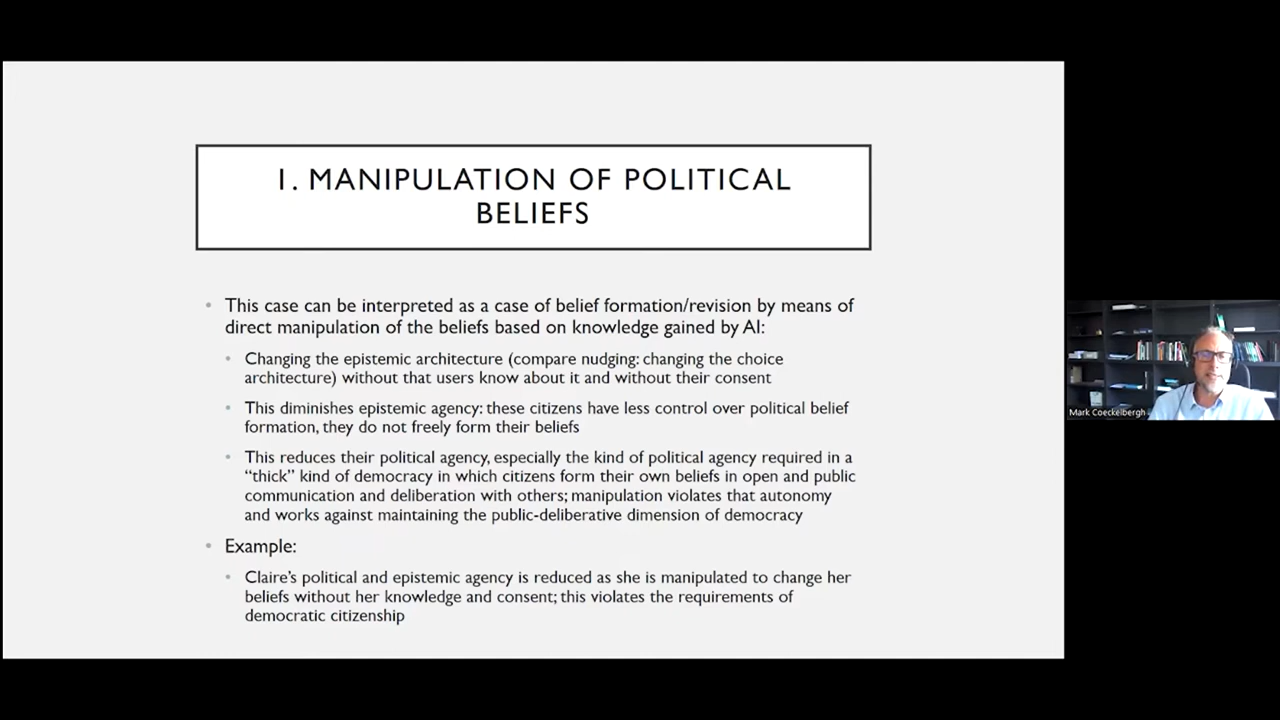 1. MANIPULATION OF POLITICAL
BELIEFS
• This case can be interpreted as a case of belief formation/revision by means of
direct manipulation of the beliefs based on knowledge gained by AI:
• Changing the epistemic architecture (compare nudging: changing the choice
architecture) without that users know about it and without their consent
• This diminishes epistemic agency: these citizens have less control over political belief
formation, they do not freely form their beliefs
• This reduces their political agency, especially the kind of political agency required in a
“thick” kind of democracy in which citizens form their own beliefs in open and public
communication and deliberation with others; manipulation violates that autonomy
and works against maintaining the public-deliberative dimension of democracy
• Example:
• Claire’s political and epistemic agency is reduced as she is manipulated to change her
beliefs without her knowledge and consent; this violates the requirements of
democratic citizenship
Mark Coeckelbergh